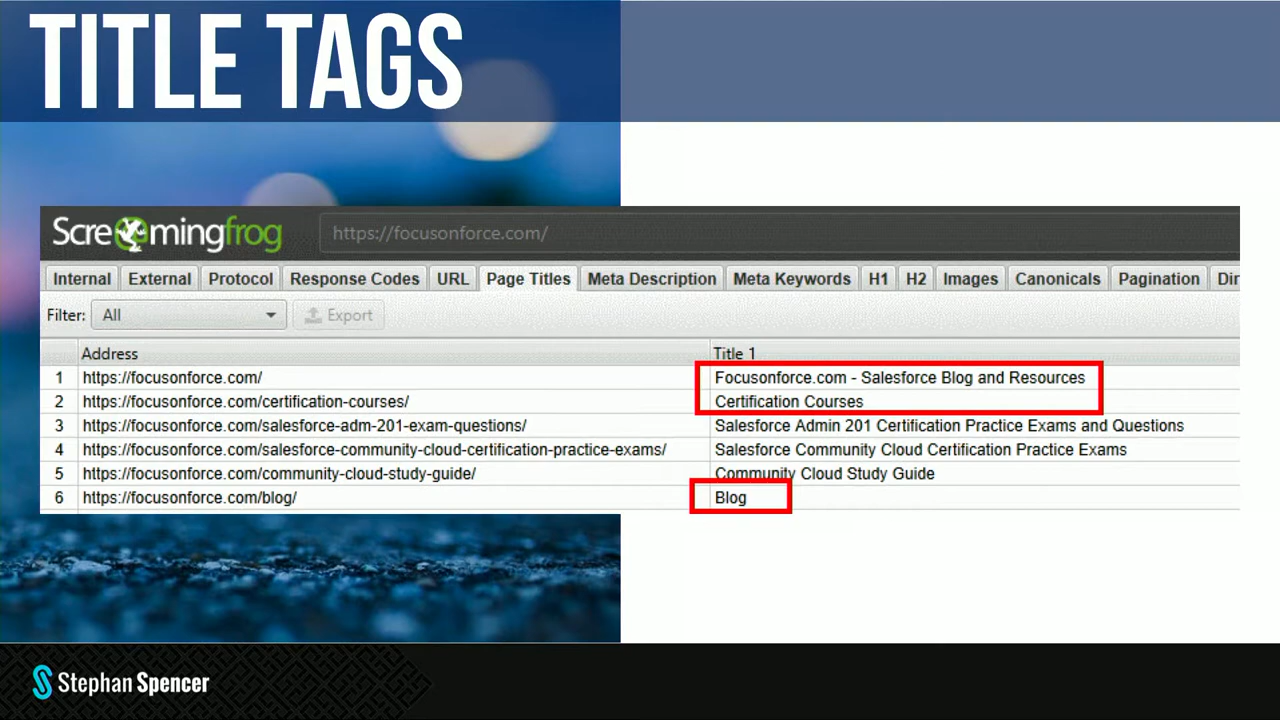 TITLE TAGS
Screamingfrog https://focusonforce.com/
Internal External Protocol Response Codes URL Page Titles Meta Description Meta Keywords H1 H2 Images Canonicals Pagination Dir
Filter: All Export
Address Title 1
1 https://focusonforce.com/ Focusonforce.com - Salesforce Blog and Resources
2 https://focusonforce.com/certification-courses/ Certification Courses
3 https://focusonforce.com/salesforce-adm-201-exam-questions/ Salesforce Admin 201 Certification Practice Exams and Questions
4 https://focusonforce.com/salesforce-community-cloud-certification-practice-exams/ Salesforce Community Cloud Certification Practice Exams
5 https://focusonforce.com/community-cloud-study-guide/ Community Cloud Study Guide
6 https://focusonforce.com/blog/ Blog
Stephan Spencer